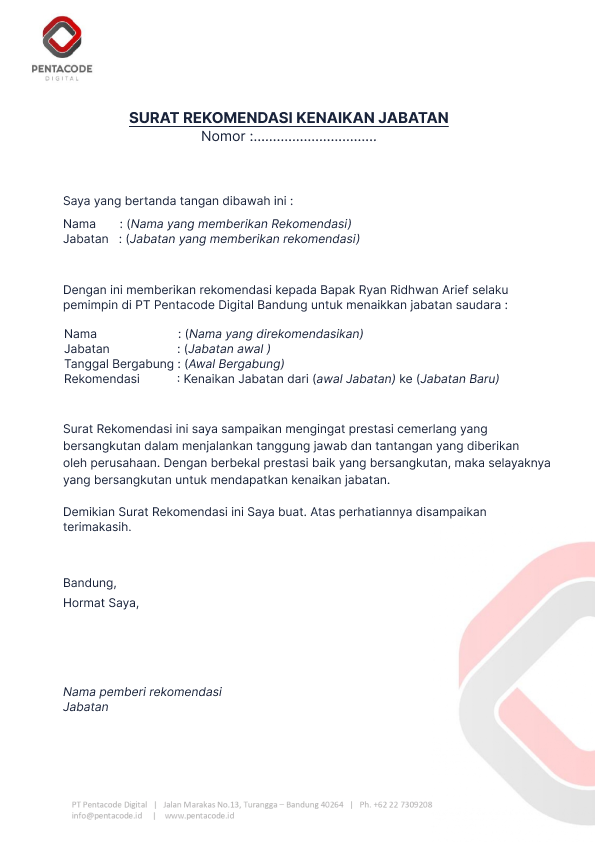 PENTACODE
DIGITAL
SURAT REKOMENDASI KENAIKAN JABATAN
Nomor :................................
Saya yang bertanda tangan dibawah ini :
Nama : (Nama yang memberikan Rekomendasi)
Jabatan : (Jabatan yang memberikan rekomendasi)
Dengan ini memberikan rekomendasi kepada Bapak Ryan Ridhwan Arief selaku
pemimpin di PT Pentacode Digital Bandung untuk menaikkan jabatan saudara :
Nama : (Nama yang direkomendasikan)
Jabatan : (Jabatan awal )
Tanggal Bergabung : (Awal Bergabung)
Rekomendasi : Kenaikan Jabatan dari (awal Jabatan) ke (Jabatan Baru)
Surat Rekomendasi ini saya sampaikan mengingat prestasi cemerlang yang
bersangkutan dalam menjalankan tanggung jawab dan tantangan yang diberikan
oleh perusahaan. Dengan berbekal prestasi baik yang bersangkutan, maka selayaknya
yang bersangkutan untuk mendapatkan kenaikan jabatan.
Demikian Surat Rekomendasi ini Saya buat. Atas perhatiannya disampaikan
terimakasih.
Bandung,
Hormat Saya,
Nama pemberi rekomendasi
Jabatan
PT Pentacode Digital | Jalan Marakas No.13, Turangga – Bandung 40264 | Ph. +62 22 7309208
info@pentacode.id | www.pentacode.id